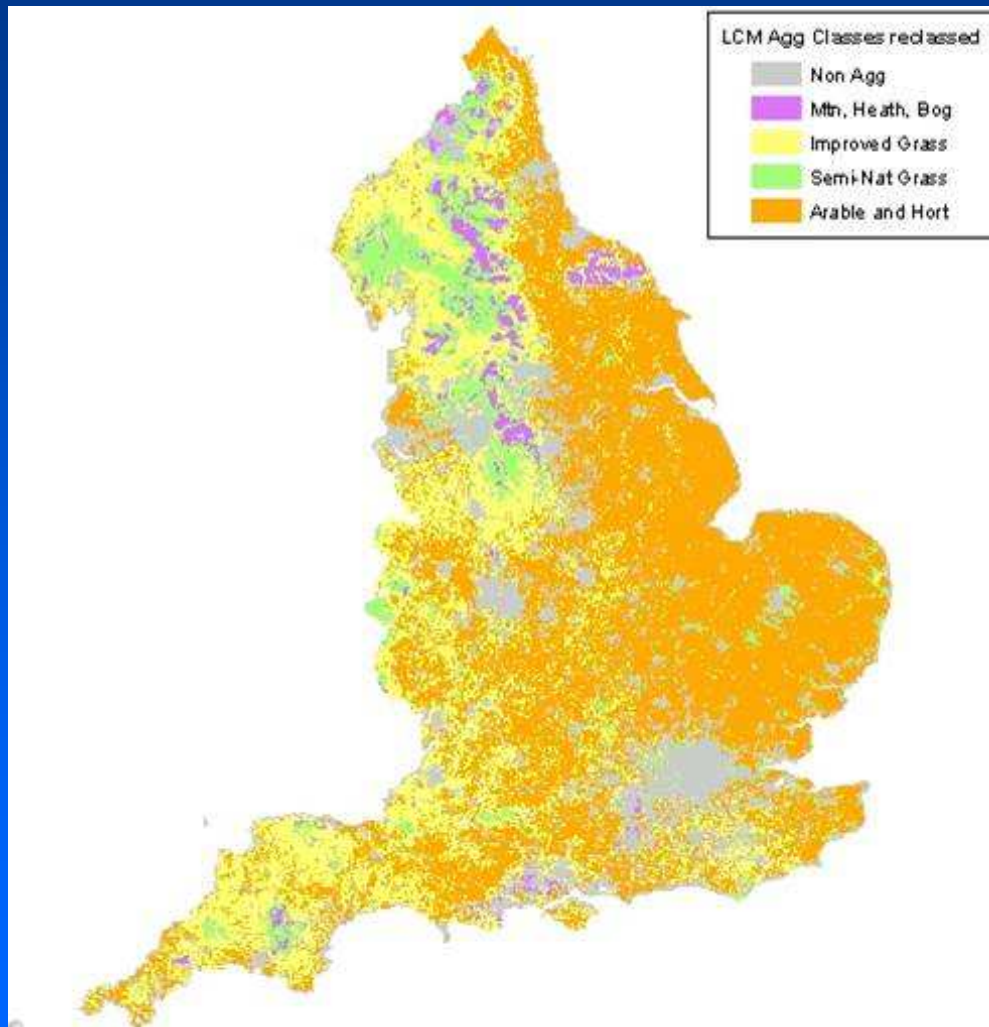 LCM Agg Classes reclassed
Non Agg
Mtn, Heath, Bog
Improved Grass
Semi-Nat Grass
Arable and Hort